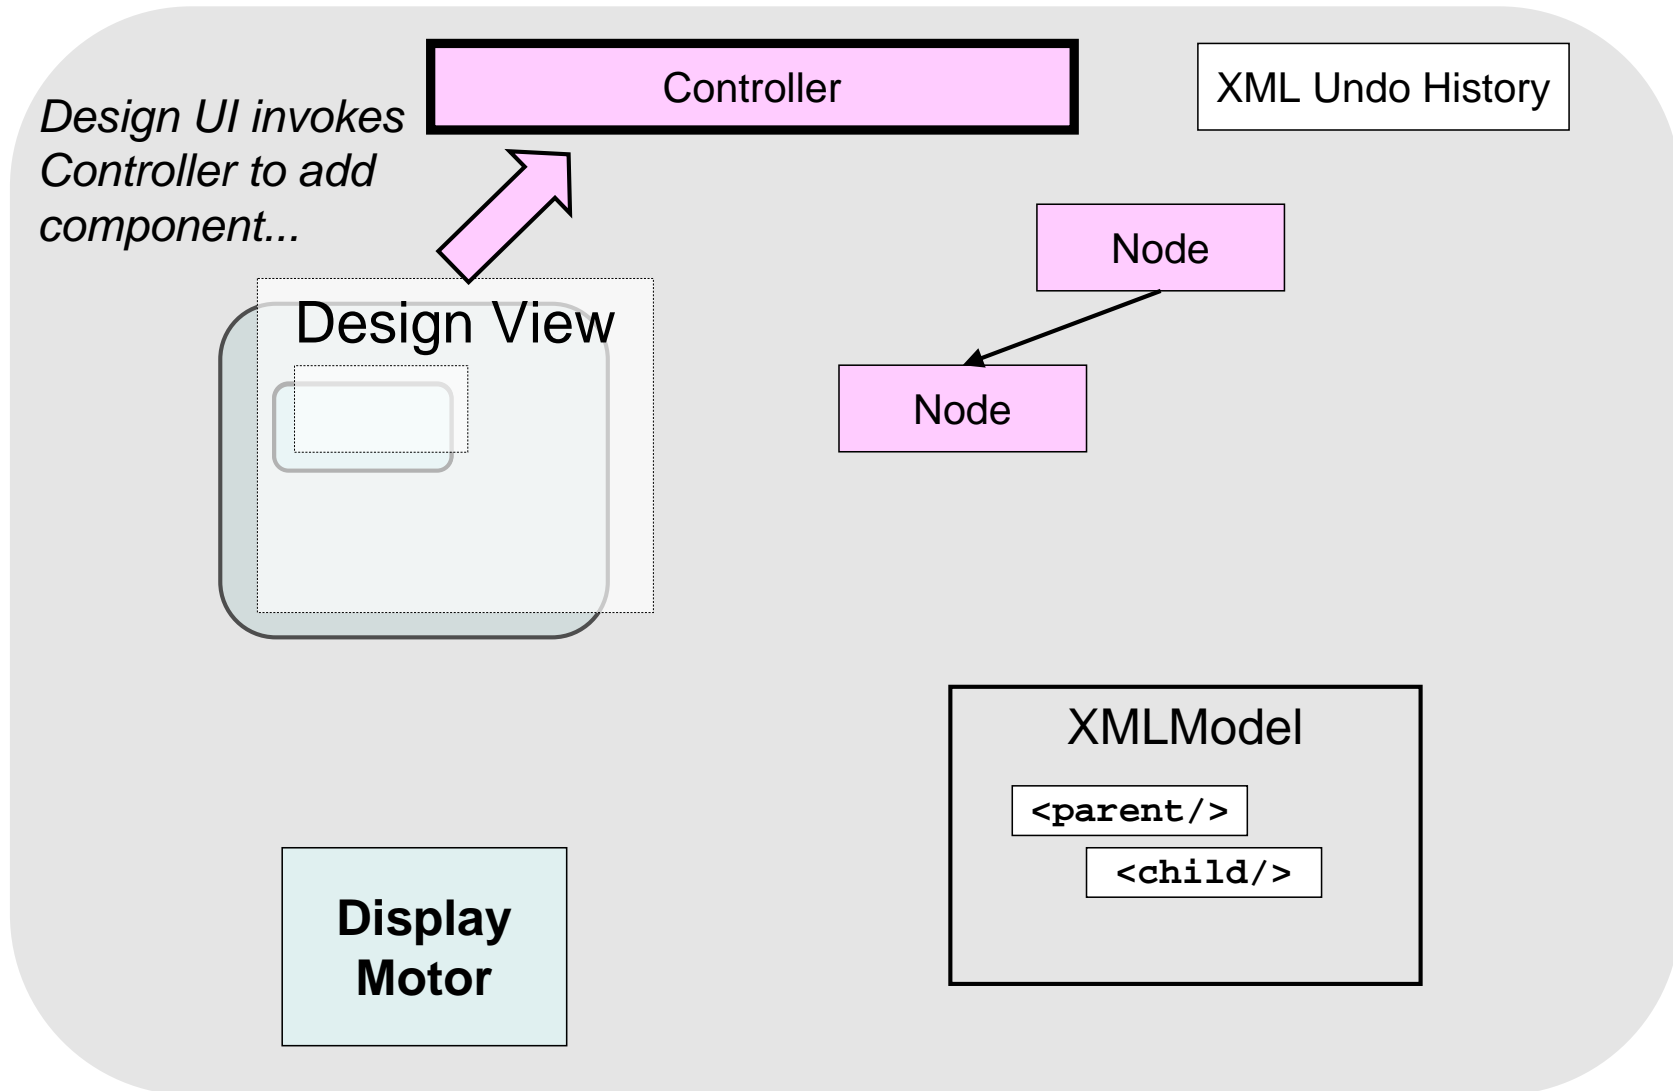 Controller
XML Undo History
Design UI invokes
Controller to add
component...
Node
Design View
Node
XMLModel
<parent/>
<child/>
Display
Motor